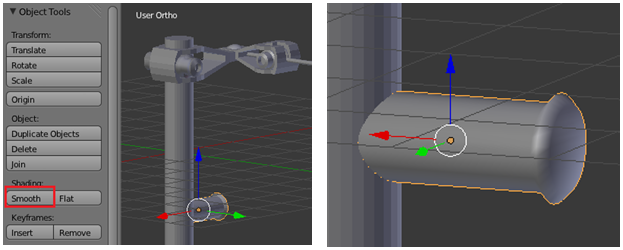 Object Tools
User Ortho
Transform:
Translate
Rotate
Scale
Origin
Object:
Duplicate Objects
Delete
Join
Shading:
Smooth Flat
Keyframes:
Insert Remove